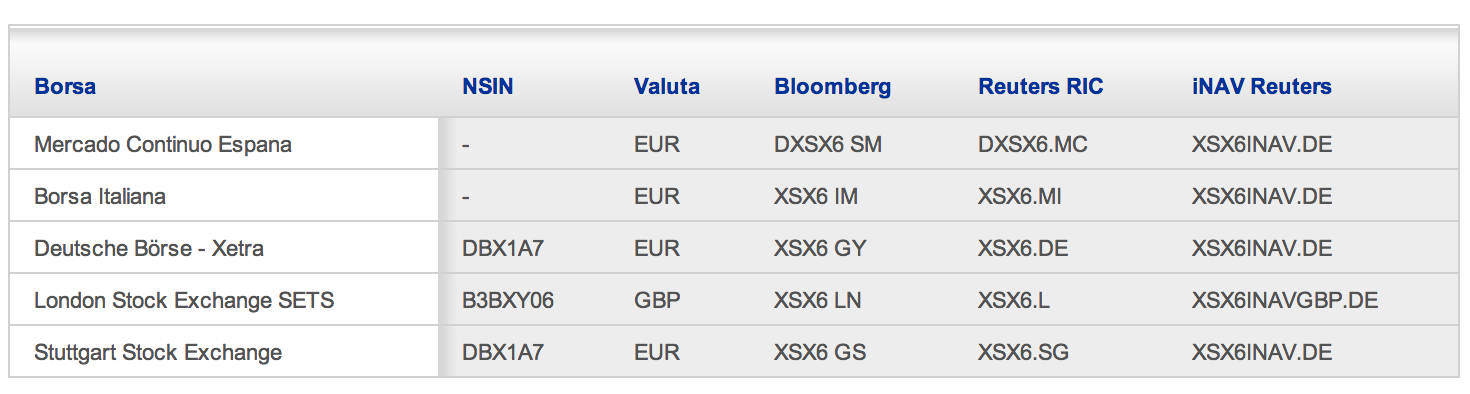 Borsa NSIN Valuta Bloomberg Reuters RIC iNAV Reuters
Mercado Continuo Espana - EUR DXSX6 SM DXSX6.MC XSX6INAV.DE
Borsa Italiana - EUR XSX6 IM XSX6.MI XSX6INAV.DE
Deutsche Börse - Xetra DBX1A7 EUR XSX6 GY XSX6.DE XSX6INAV.DE
London Stock Exchange SETS B3BXY06 GBP XSX6 LN XSX6.L XSX6INAVGBP.DE
Stuttgart Stock Exchange DBX1A7 EUR XSX6 GS XSX6.SG XSX6INAV.DE